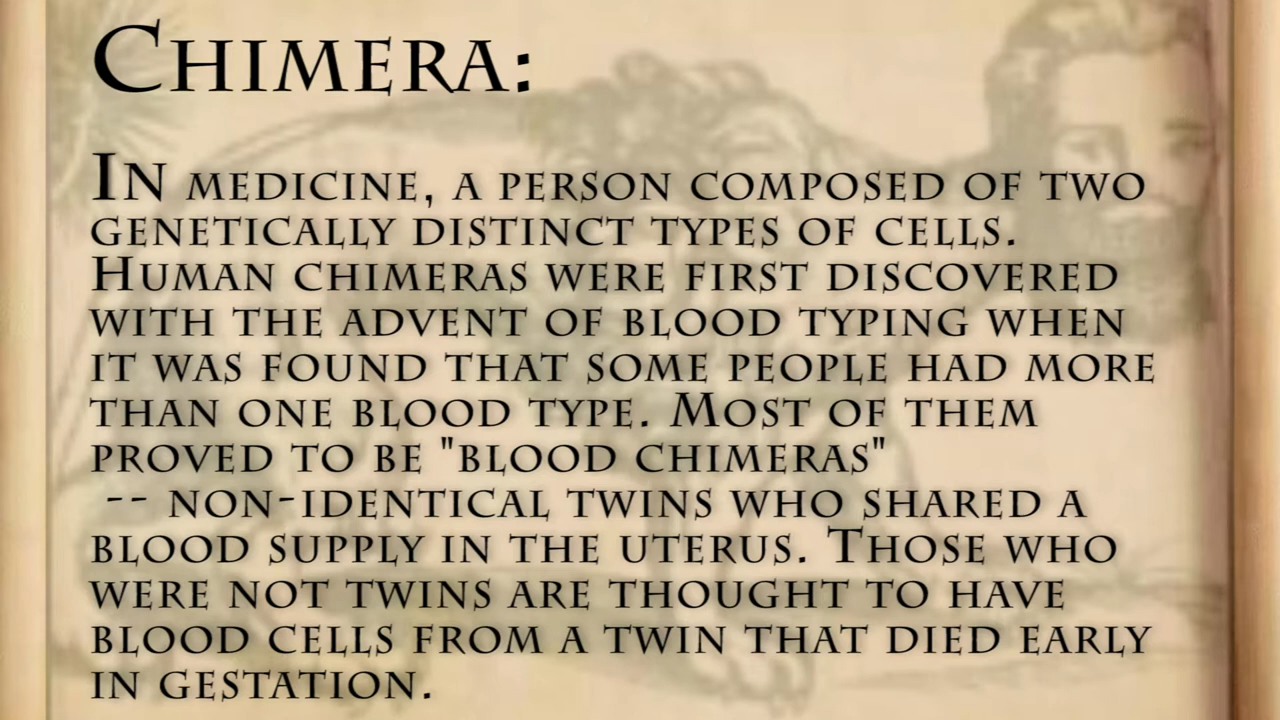 CHIMERA:
IN MEDICINE, A PERSON COMPOSED OF TWO
GENETICALLY DISTINCT TYPES OF CELLS.
HUMAN CHIMERAS WERE FIRST DISCOVERED
WITH THE ADVENT OF BLOOD TYPING WHEN
IT WAS FOUND THAT SOME PEOPLE HAD MORE
THAN ONE BLOOD TYPE. MOST OF THEM
PROVED TO BE "BLOOD CHIMERAS"
-- NON-IDENTICAL TWINS WHO SHARED A
BLOOD SUPPLY IN THE UTERUS. THOSE WHO
WERE NOT TWINS ARE THOUGHT TO HAVE
BLOOD CELLS FROM A TWIN THAT DIED EARLY
IN GESTATION.